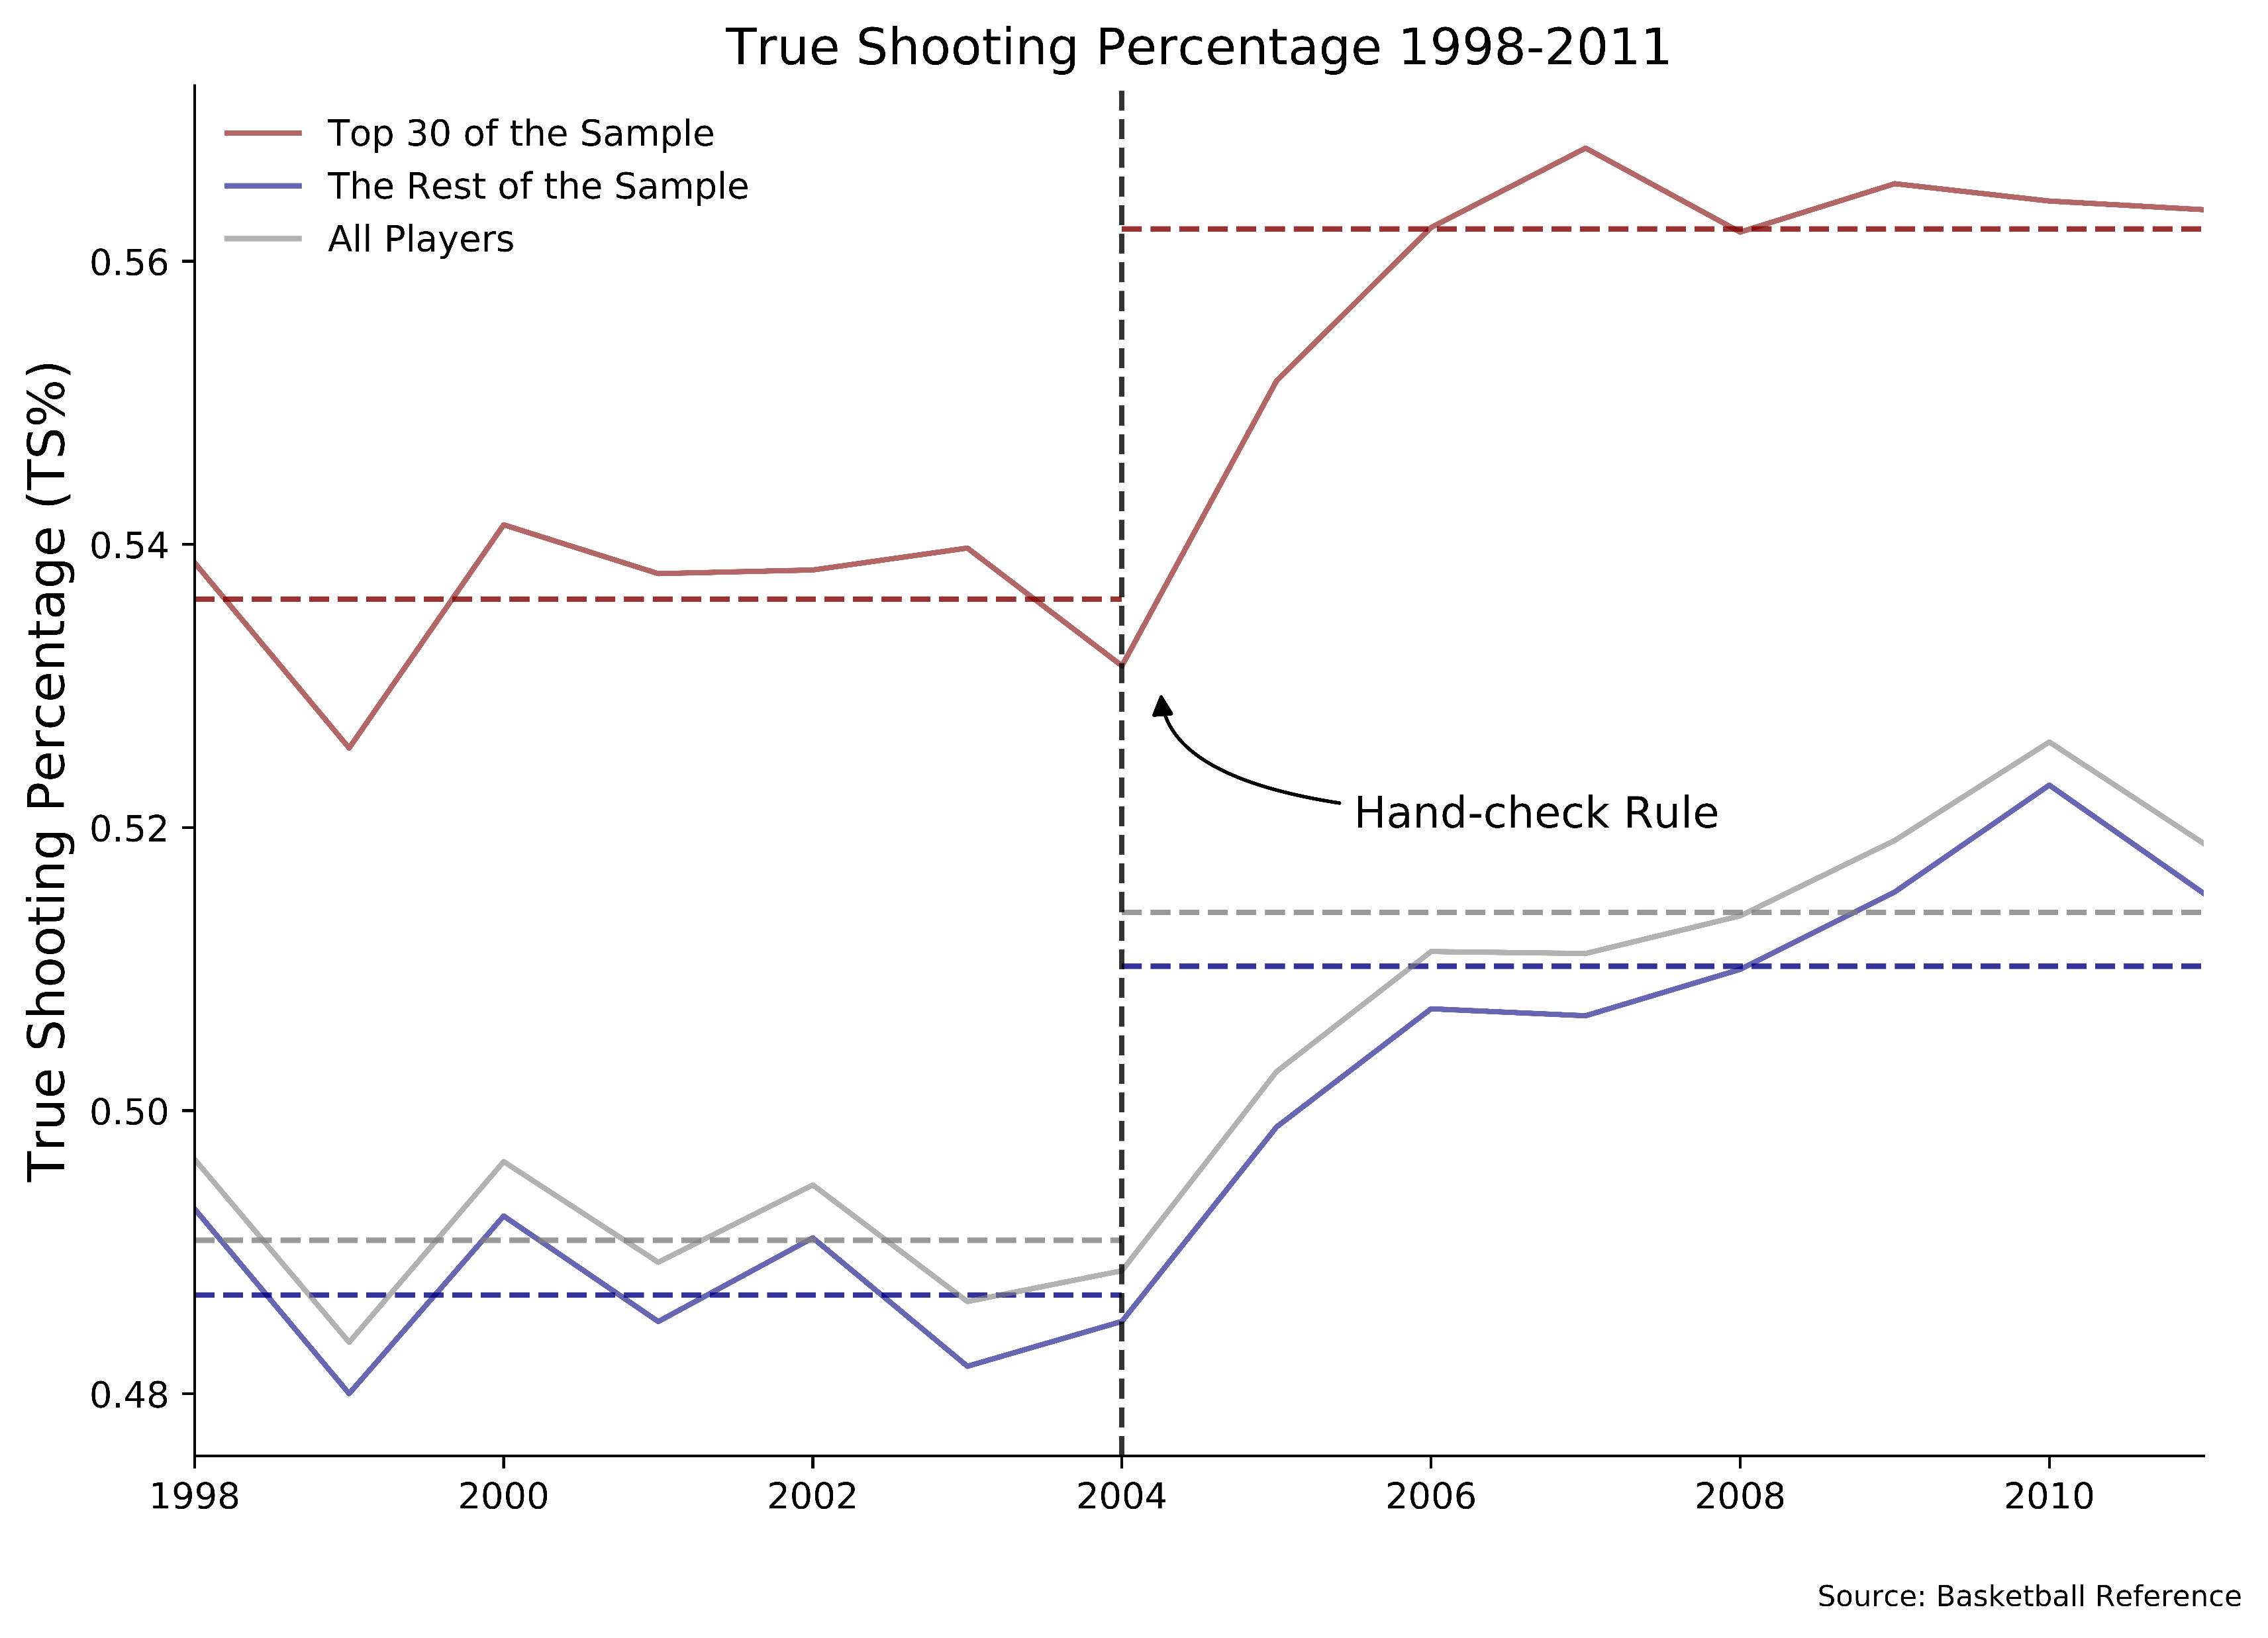 True Shooting Percentage 1998-2011
Top 30 of the Sample
The Rest of the Sample
All Players
True Shooting Percentage (TS%)
0.56
0.54
0.52
0.50
0.48
Hand-check Rule
1998 2000 2002 2004 2006 2008 2010
Source: Basketball Reference